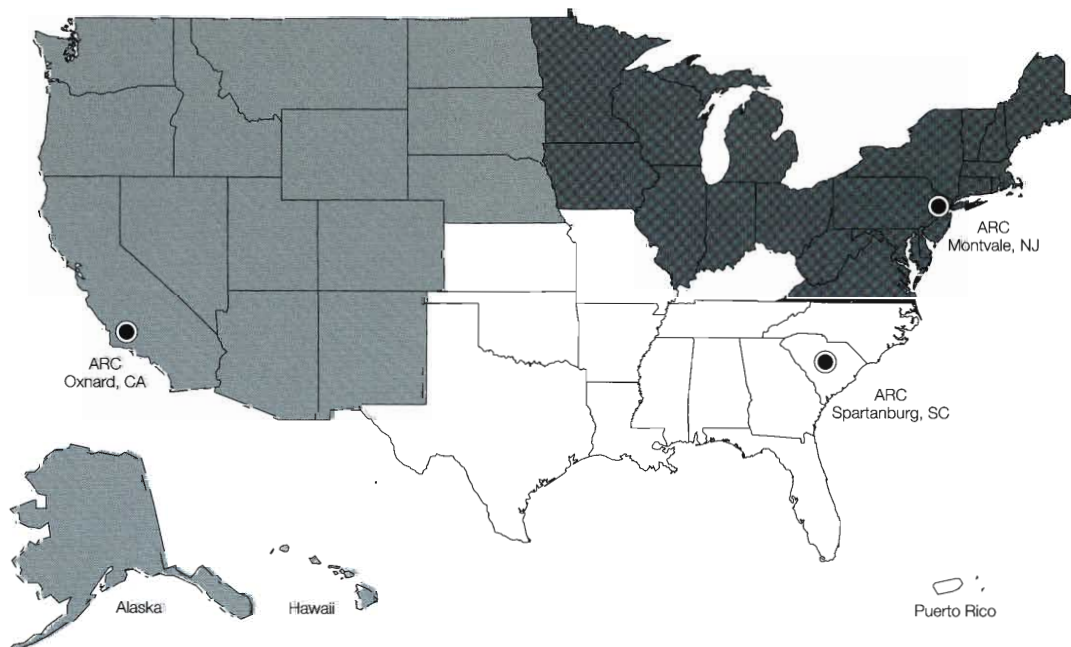 ARC
Montvale, NJ
ARC
Oxnard, CA
ARC
Spartanburg, SC
Alaska
Hawaii
Puerto Rico